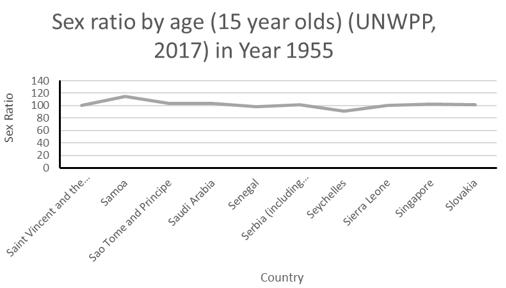 Sex ratio by age (15 year olds) (UNWPP,
2017) in Year 1955
Sex Ratio
140
120
100
80
60
40
20
0
Saint Vincent and the...
Samoa
Sao Tome and Principe
Saudi Arabia
Senegal
Serbia (including...
Seychelles
Sierra Leone
Singapore
Slovakia
Country